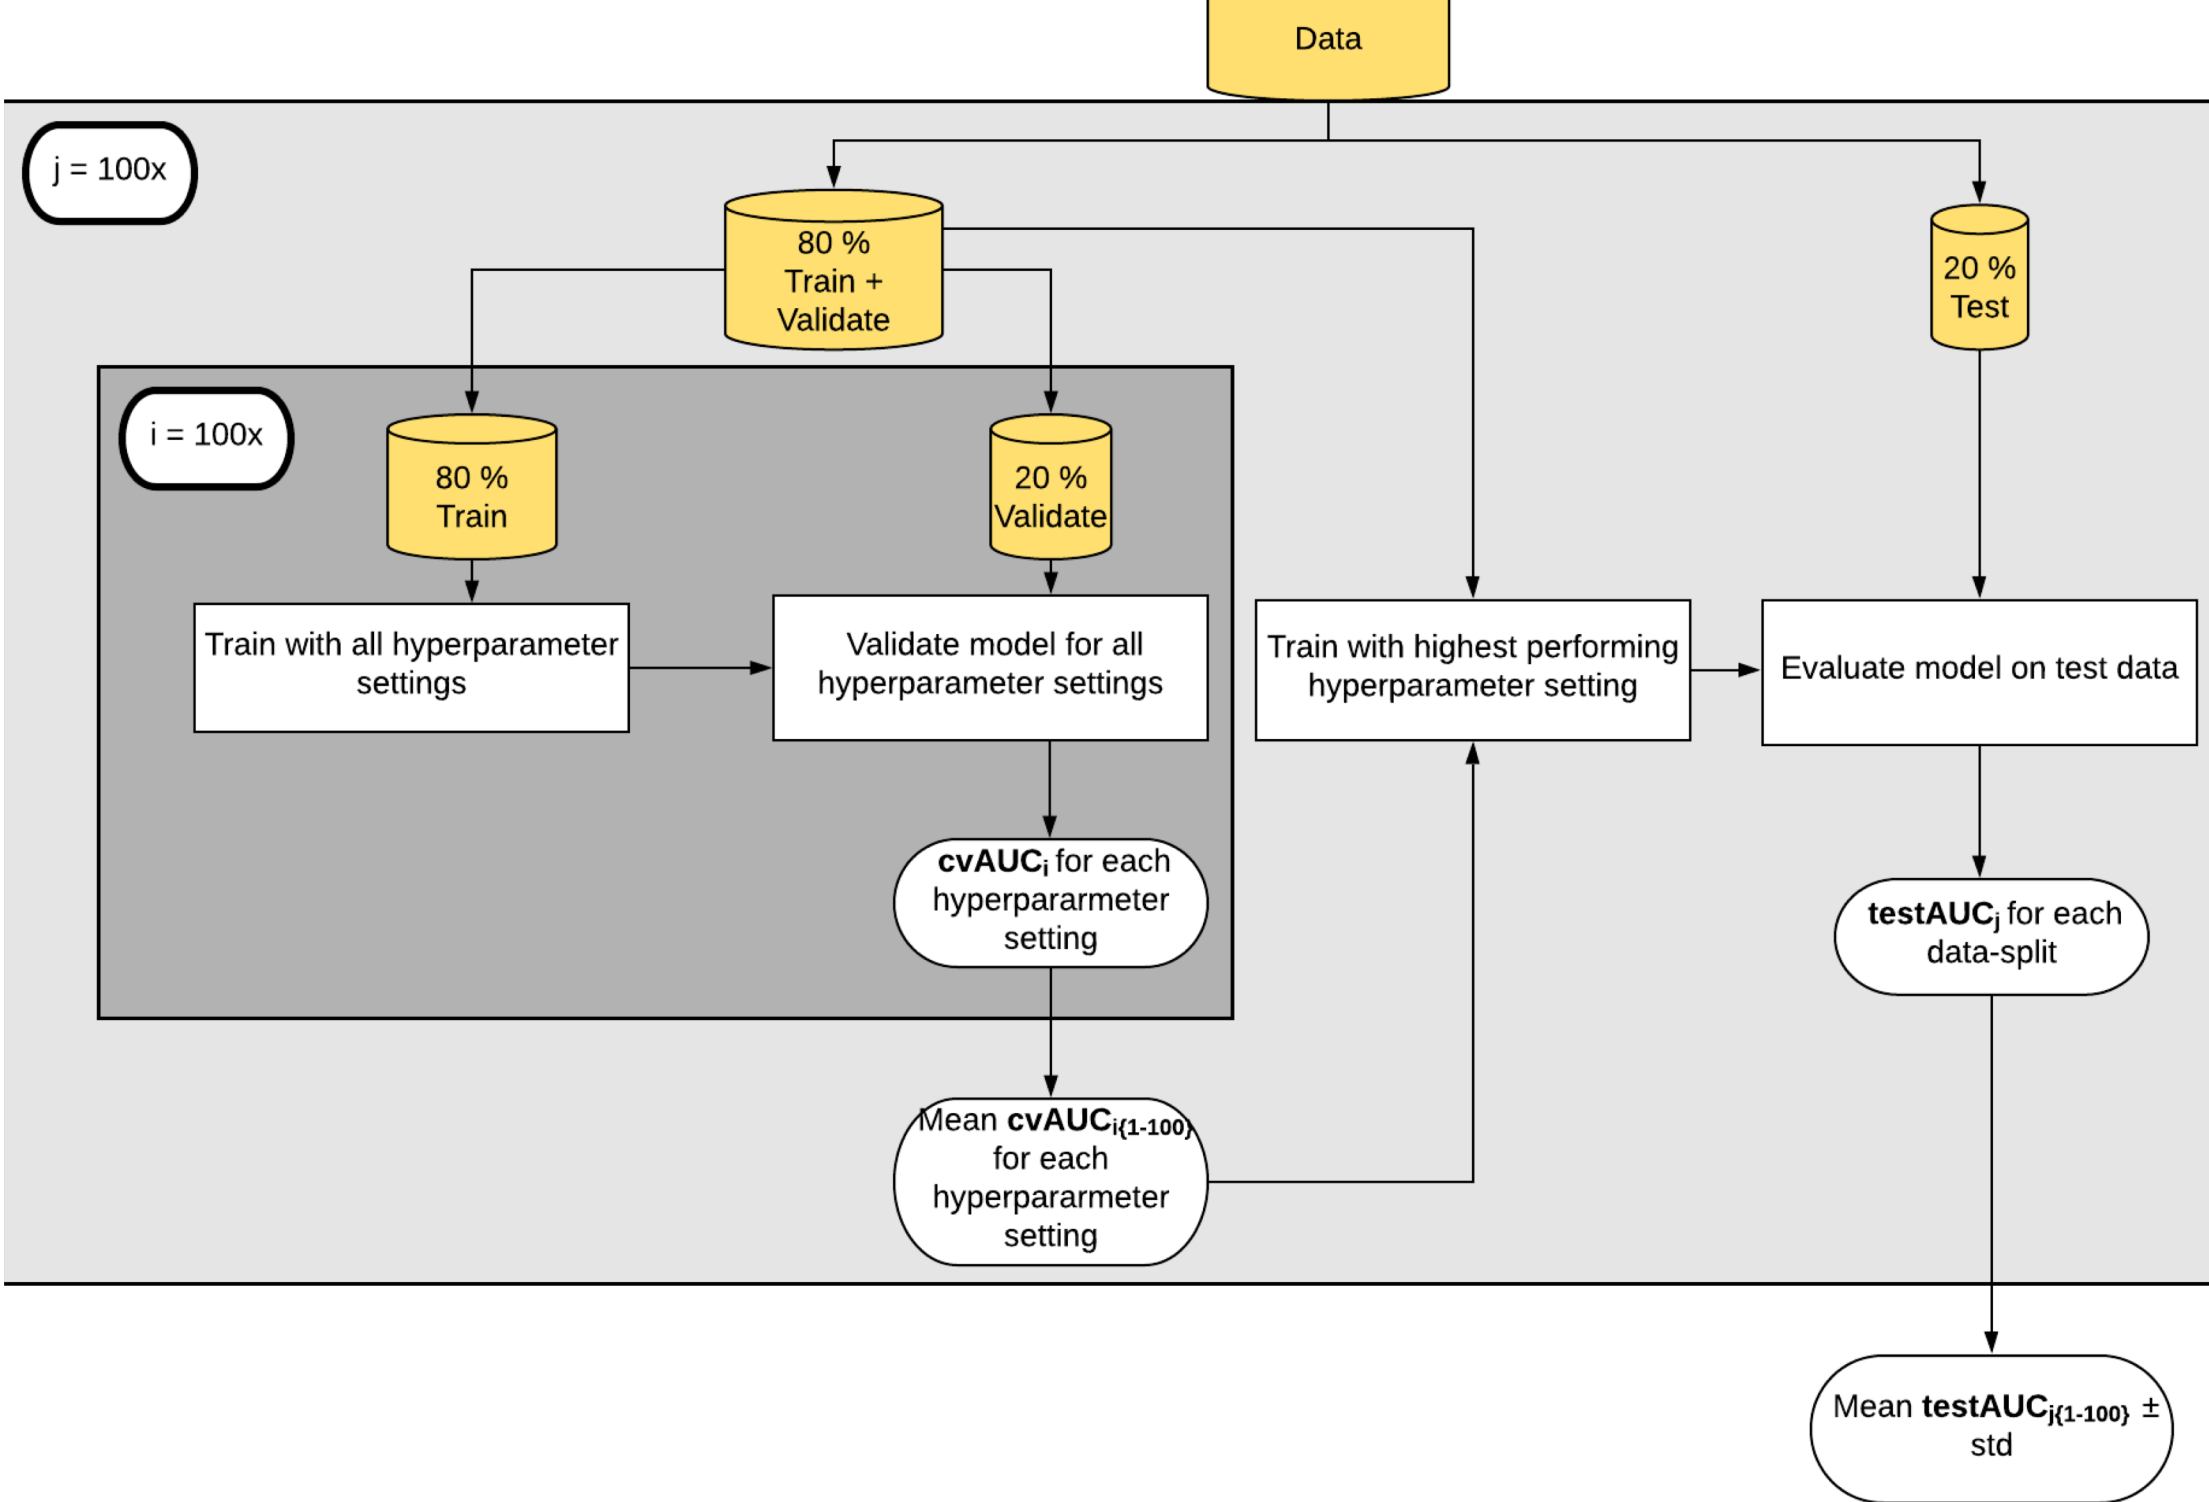 Data
j = 100x
80 %
Train +
Validate
20 %
Test
i = 100x
80 %
Train
20 %
Validate
Train with all hyperparameter
settings
Validate model for all
hyperparameter settings
Train with highest performing
hyperparameter setting
Evaluate model on test data
cvAUCi for each
hyperpararmeter
setting
testAUCj for each
data-split
Mean cvAUCi{1-100}
for each
hyperpararmeter
setting
Mean testAUCj{1-100} ±
std